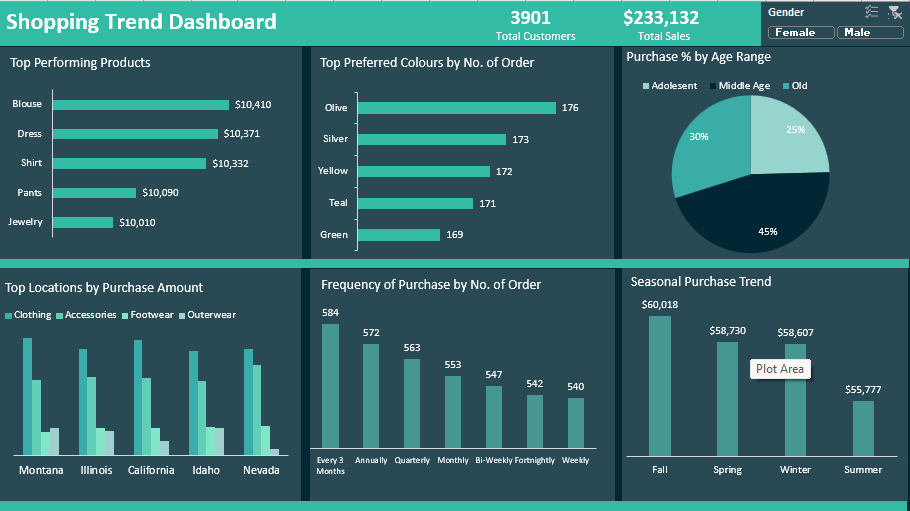 Shopping Trend Dashboard
3901
Total Customers
$233,132
Total Sales
Gender
Female
Male
Top Performing Products
Blouse
$10,410
Dress
$10,371
Shirt
$10,332
Pants
$10,090
Jewelry
$10,010
Top Preferred Colours by No. of Order
Olive
176
Silver
173
Yellow
172
Teal
171
Green
169
Purchase % by Age Range
Adolesent Middle Age Old
25%
30%
45%
Top Locations by Purchase Amount
Clothing Accessories Footwear Outerwear
Montana Illinois California Idaho Nevada
Frequency of Purchase by No. of Order
584
572
563
553
547
542
540
Every 3
Months
Annually Quarterly Monthly Bi-Weekly Fortnightly Weekly
Seasonal Purchase Trend
$60,018
$58,730
$58,607
$55,777
Plot Area
Fall Spring Winter Summer